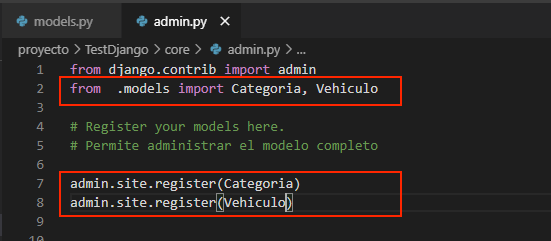 models.py admin.py ×
proyecto > TestDjango > core > admin.py > ...
1 from django.contrib import admin
2 from  .models import Categoria, Vehiculo
3
4 # Register your models here.
5 # Permite administrar el modelo completo
6
7 admin.site.register(Categoria)
8 admin.site.register(Vehiculo)
9
10